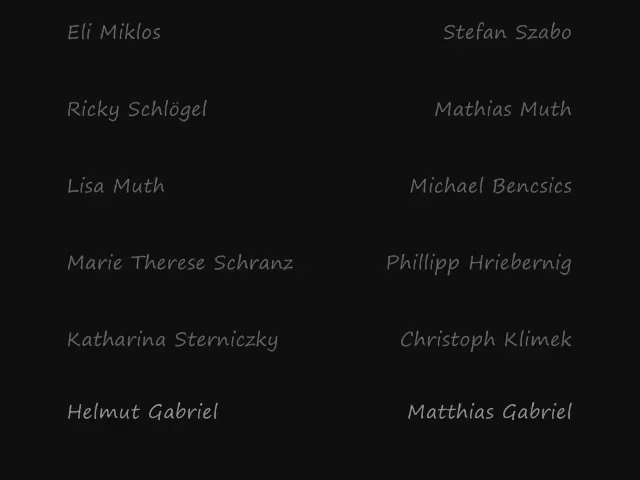 Eli Miklos Stefan Szabo
Ricky Schlögel Mathias Muth
Lisa Muth Michael Bencsics
Marie Therese Schranz Phillipp Hriebernig
Katharina Sterniczky Christoph Klimek
Helmut Gabriel Matthias Gabriel